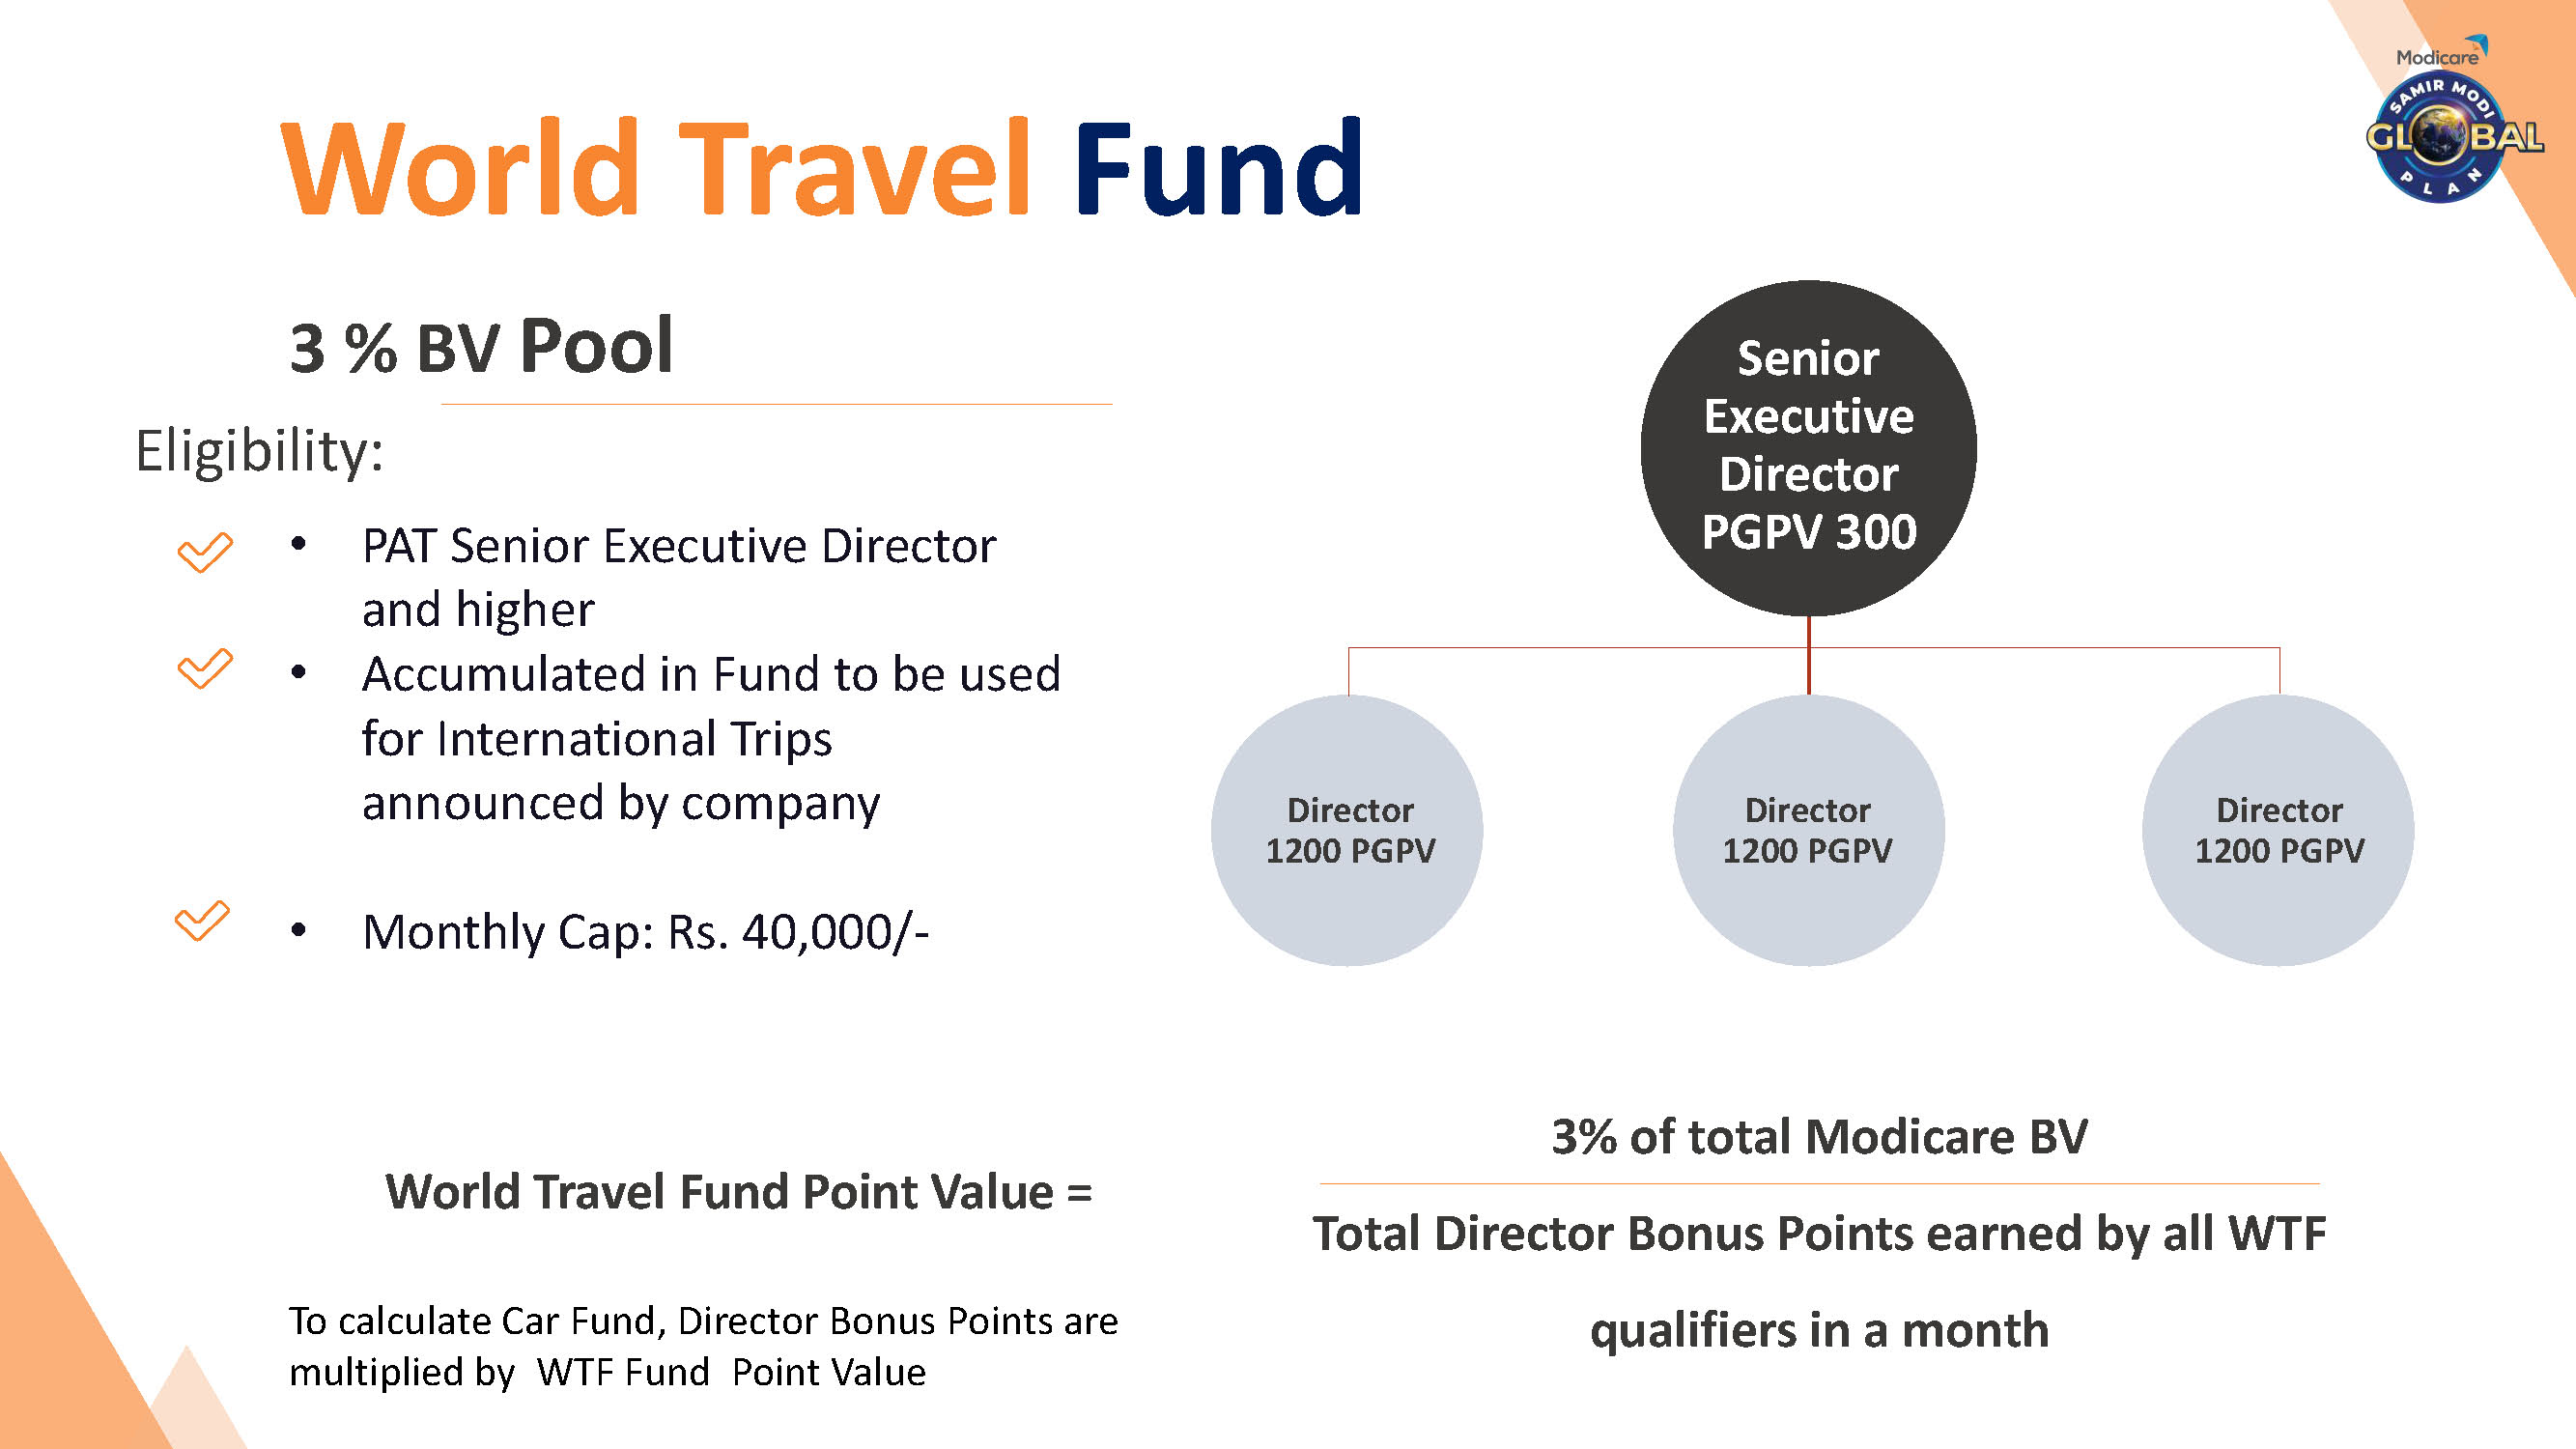 Modicare
SAMIR MODI
GLOBAL
PLAN
World Travel Fund
3 % BV Pool
Eligibility:
• PAT Senior Executive Director
and higher
• Accumulated in Fund to be used
for International Trips
announced by company
• Monthly Cap: Rs. 40,000/-
Senior
Executive
Director
PGPV 300
Director
1200 PGPV
Director
1200 PGPV
Director
1200 PGPV
World Travel Fund Point Value =
3% of total Modicare BV
Total Director Bonus Points earned by all WTF
qualifiers in a month
To calculate Car Fund, Director Bonus Points are
multiplied by WTF Fund Point Value